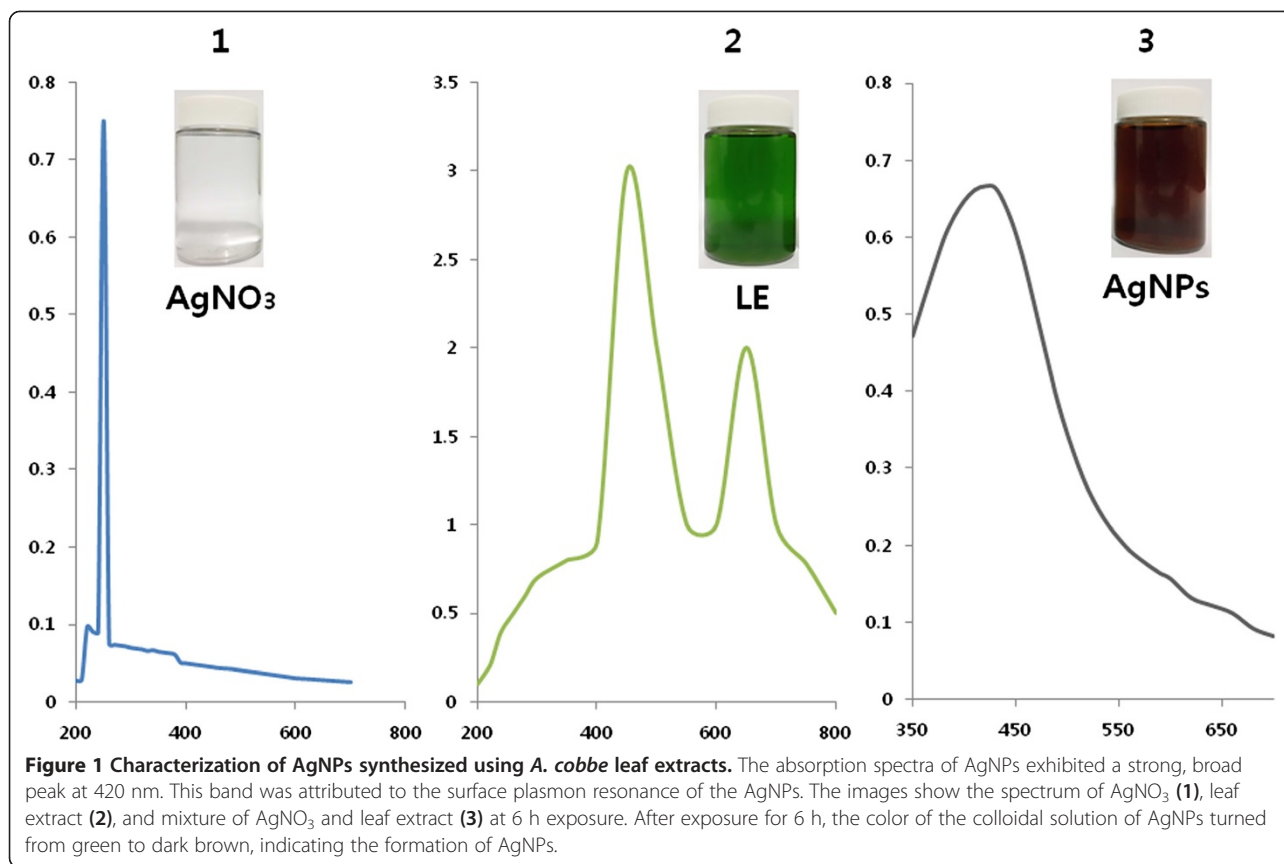 1 2 3
0.8 3.5 0.8
0.7 3 0.7
0.6 2.5 0.6
0.5 2 0.5
0.4 1.5 0.4
0.3 1 0.3
0.2 0.5 0.2
0.1 0 0.1
0 0
AgNO3 LE AgNPs
200 400 600 800 200 400 600 800 350 450 550 650
Figure 1 Characterization of AgNPs synthesized using A. cobbe leaf extracts. The absorption spectra of AgNPs exhibited a strong, broad
peak at 420 nm. This band was attributed to the surface plasmon resonance of the AgNPs. The images show the spectrum of AgNO3 (1), leaf
extract (2), and mixture of AgNO3 and leaf extract (3) at 6 h exposure. After exposure for 6 h, the color of the colloidal solution of AgNPs turned
from green to dark brown, indicating the formation of AgNPs.